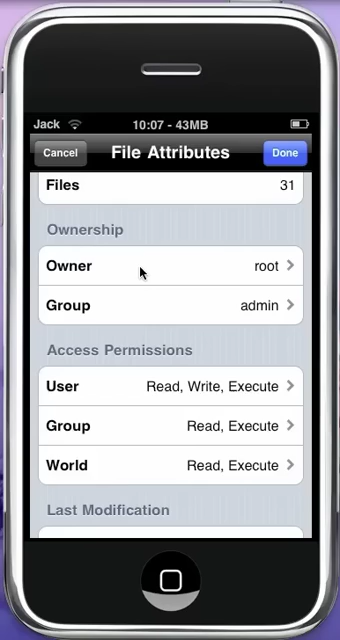 Jack 10:07 - 43MB
Cancel File Attributes Done
Files 31
Ownership
Owner root
Group admin
Access Permissions
User Read, Write, Execute
Group Read, Execute
World Read, Execute
Last Modification